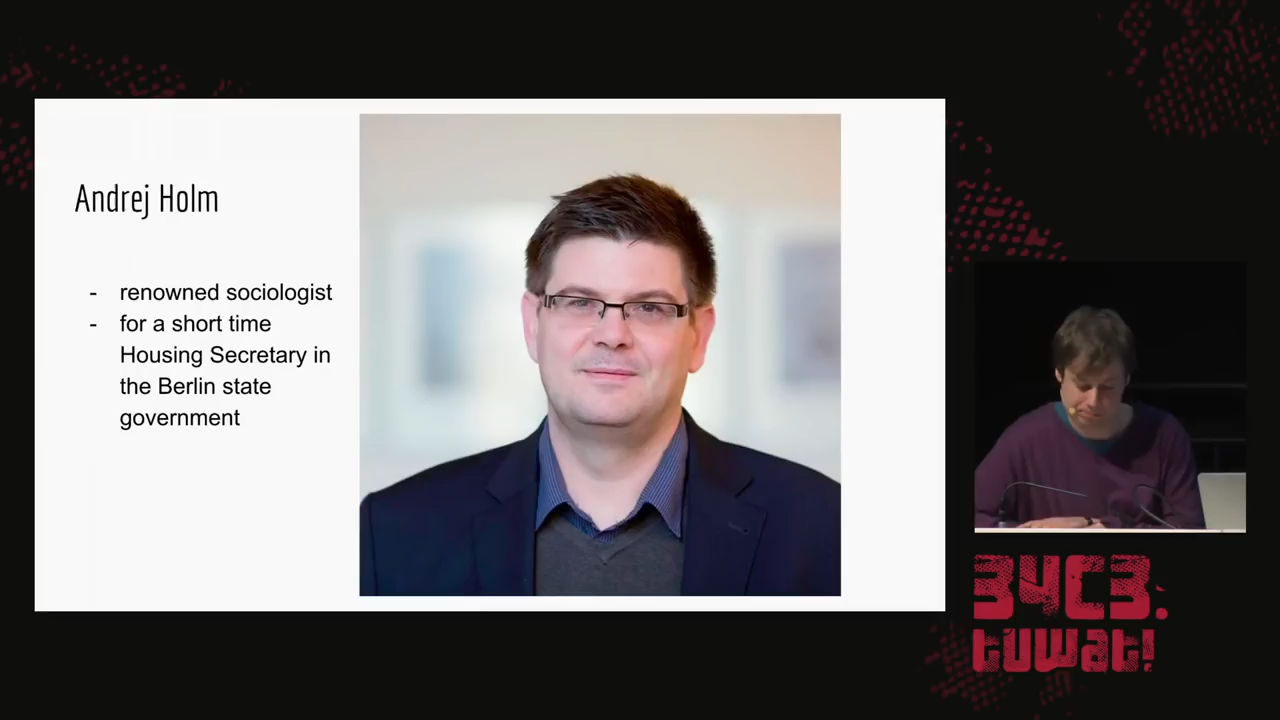 Andrej Holm
- renowned sociologist
- for a short time
Housing Secretary in
the Berlin state
government
34C3.
tuwat!